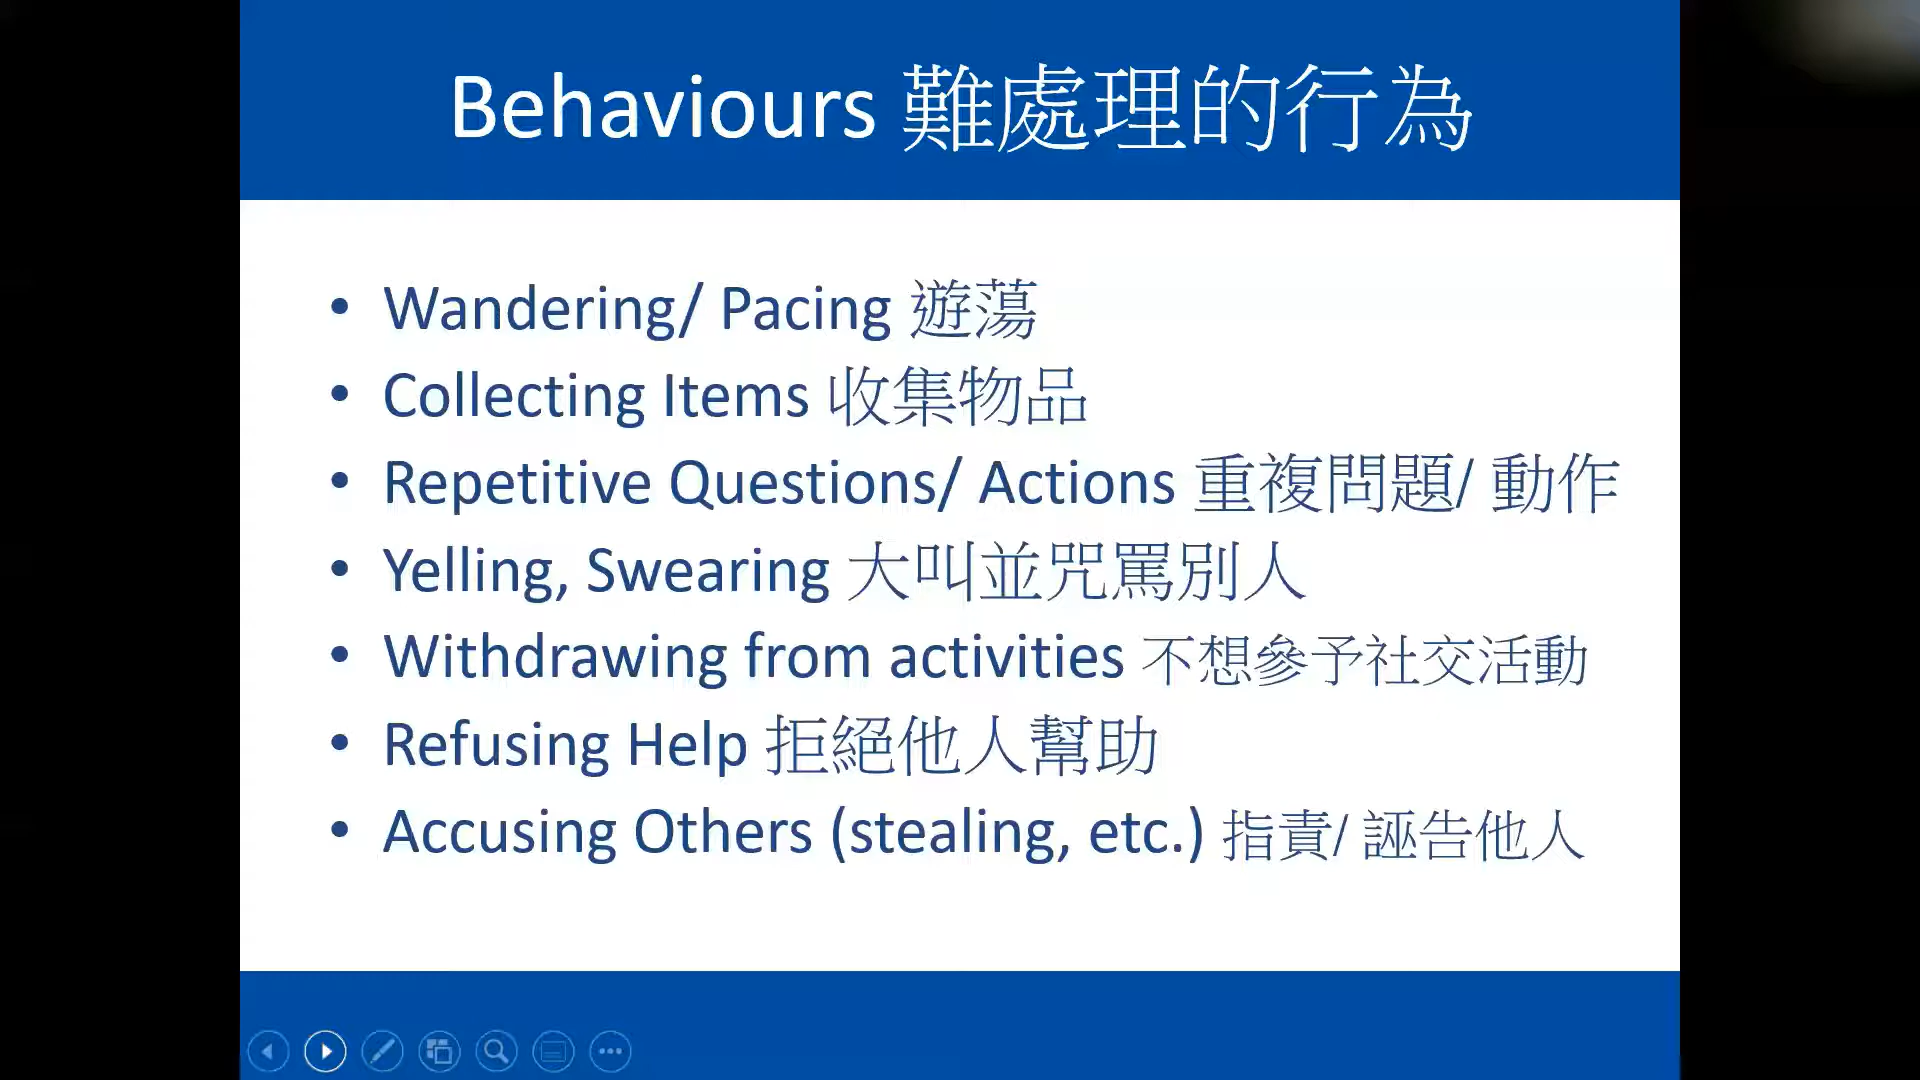 Behaviours 難處理的行為
• Wandering/ Pacing 遊蕩
• Collecting Items 收集物品
• Repetitive Questions/ Actions 重複問題/ 動作
• Yelling, Swearing 大叫並咒罵別人
• Withdrawing from activities 不想參予社交活動
• Refusing Help 拒絕他人幫助
• Accusing Others (stealing, etc.) 指責/ 誣告他人